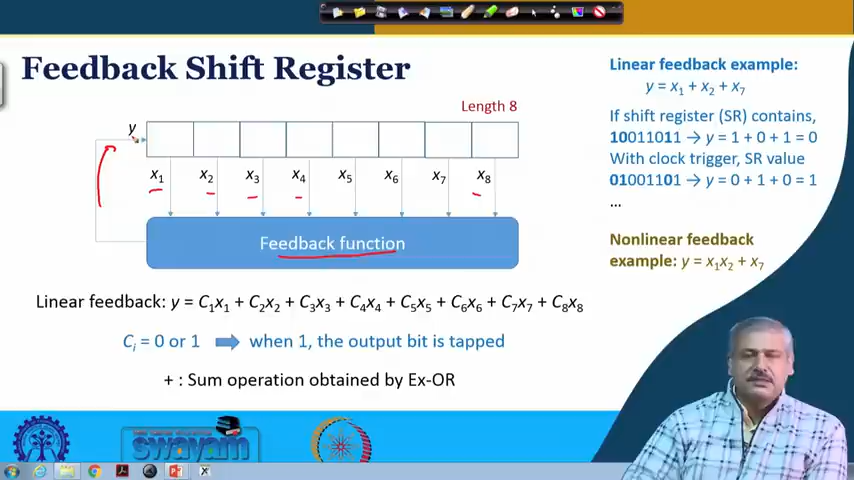 Feedback Shift Register
Length 8
y
x1 x2 x3 x4 x5 x6 x7 x8
Feedback function
Linear feedback: y = C1x1 + C2x2 + C3x3 + C4x4 + C5x5 + C6x6 + C7x7 + C8x8
Ci = 0 or 1 when 1, the output bit is tapped
+ : Sum operation obtained by Ex-OR
Linear feedback example:
y = x1 + x2 + x7
If shift register (SR) contains,
10011011 → y = 1 + 0 + 1 = 0
With clock trigger, SR value
01001101 → y = 0 + 1 + 0 = 1
...
Nonlinear feedback
example: y = x1x2 + x7
swayam